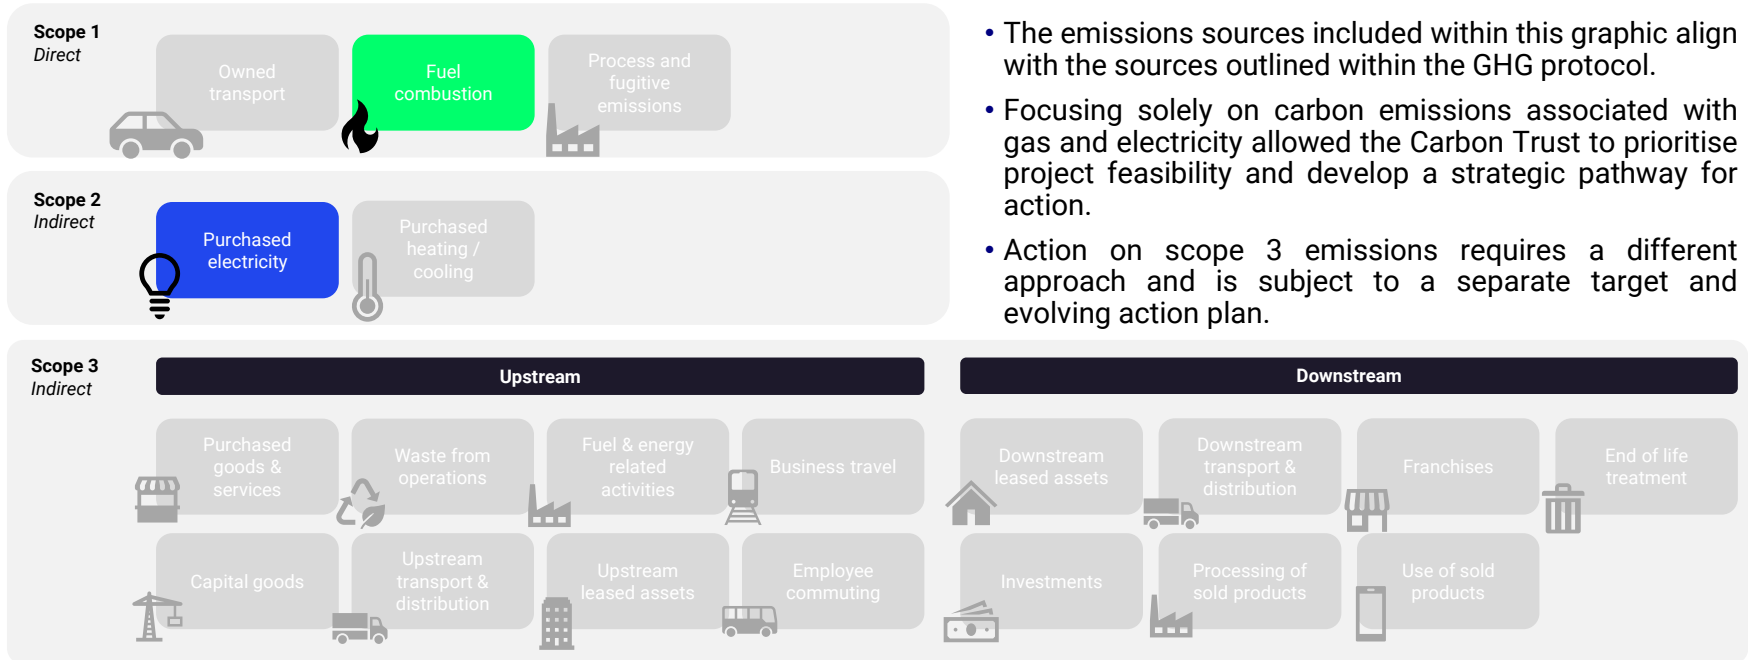 Scope 1
Direct
Owned
transport
Fuel
combustion
Process and
fugitive
emissions
Scope 2
Indirect
Purchased
electricity
Purchased
heating /
cooling
• The emissions sources included within this graphic align
with the sources outlined within the GHG protocol.
• Focusing solely on carbon emissions associated with
gas and electricity allowed the Carbon Trust to prioritise
project feasibility and develop a strategic pathway for
action.
• Action on scope 3 emissions requires a different
approach and is subject to a separate target and
evolving action plan.
Scope 3
Indirect
Upstream
Purchased
goods &
services
Waste from
operations
Fuel & energy
related
activities
Business travel
Capital goods
Upstream
transport &
distribution
Upstream
leased assets
Employee
commuting
Downstream
Downstream
leased assets
Downstream
transport &
distribution
Franchises
End of life
treatment
Investments
Processing of
sold products
Use of sold
products